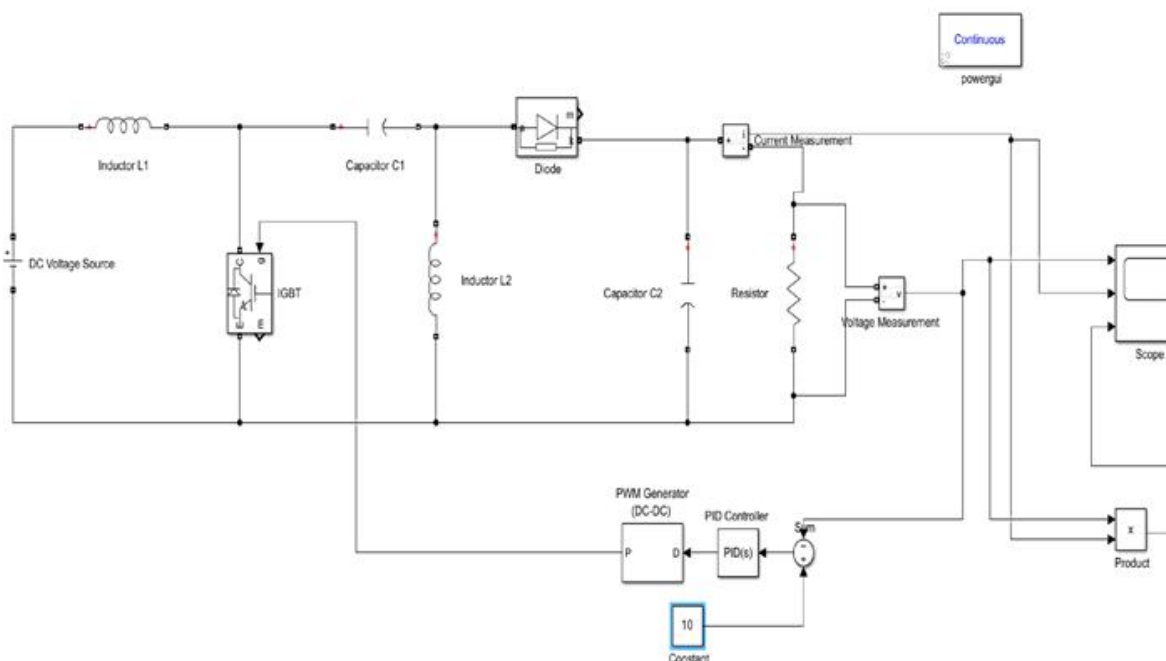 Continuous
powergui
Inductor L1
Capacitor C1
m
a
k
Diode
+
i
-
Current Measurement
+
DC Voltage Source
g
C
E
m
IGBT
Inductor L2
Capacitor C2
Resistor
+
-
v
Voltage Measurement
Scope
PWM Generator
(DC-DC)
P
D
PID Controller
PID(s)
Sum
-
+
x
Product
10
Constant